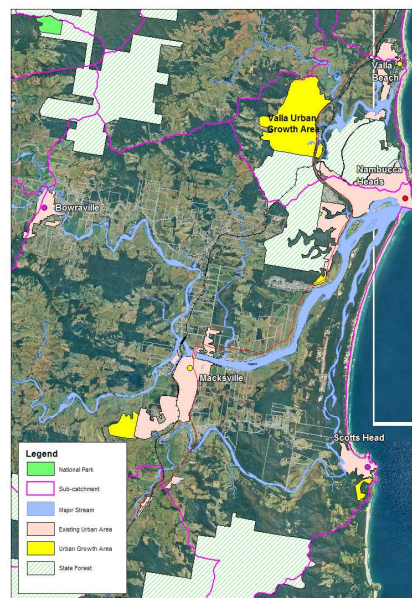 Valla
Beach
Valla Urban
Growth Area
Nambucca
Heads
Bowraville
Macksville
Scotts Head
Legend
National Park
Sub-catchment
Major Stream
Existing Urban Area
Urban Growth Area
State Forest